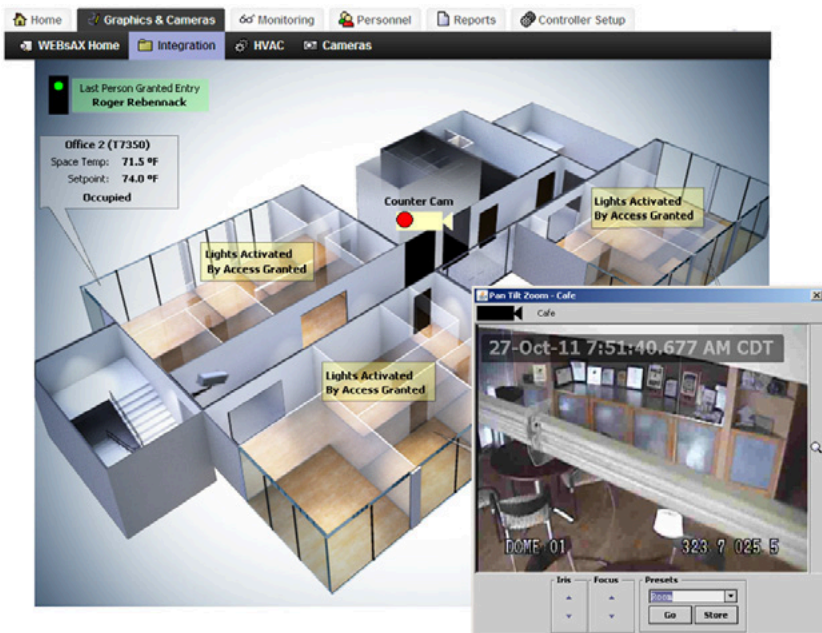 Home
Graphics & Cameras
Monitoring
Personnel
Reports
Controller Setup
WEBsAX Home
Integration
HVAC
Cameras
Last Person Granted Entry
Roger Rebennack
Office 2 (T7350)
Space Temp: 71.5 ºF
Setpoint: 74.0 ºF
Occupied
Counter Cam
Lights Activated
By Access Granted
Lights Activated
By Access Granted
Lights Activated
By Access Granted
Pan Tilt Zoom - Cafe
Cafe
27-Oct-11 7:51:40.677 AM CDT
DOME 01
323 7 025 5
Iris
Focus
Presets
Room
Go
Store